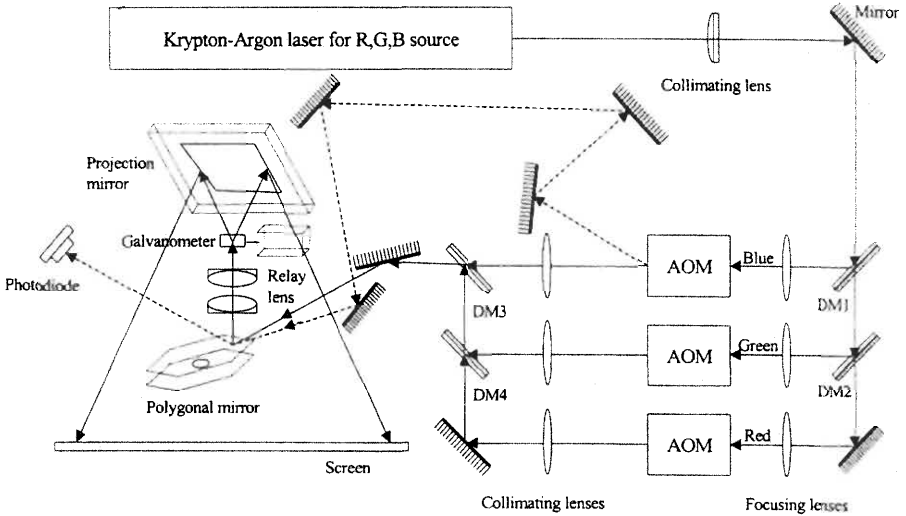 Krypton-Argon laser for R,G,B source
Mirror
Collimating lens
Projection
mirror
Galvanometer
Relay
lens
Photodiode
Polygonal mirror
Screen
AOM
Blue
DM3
DM1
AOM
Green
DM4
DM2
AOM
Red
Collimating lenses
Focusing lenses